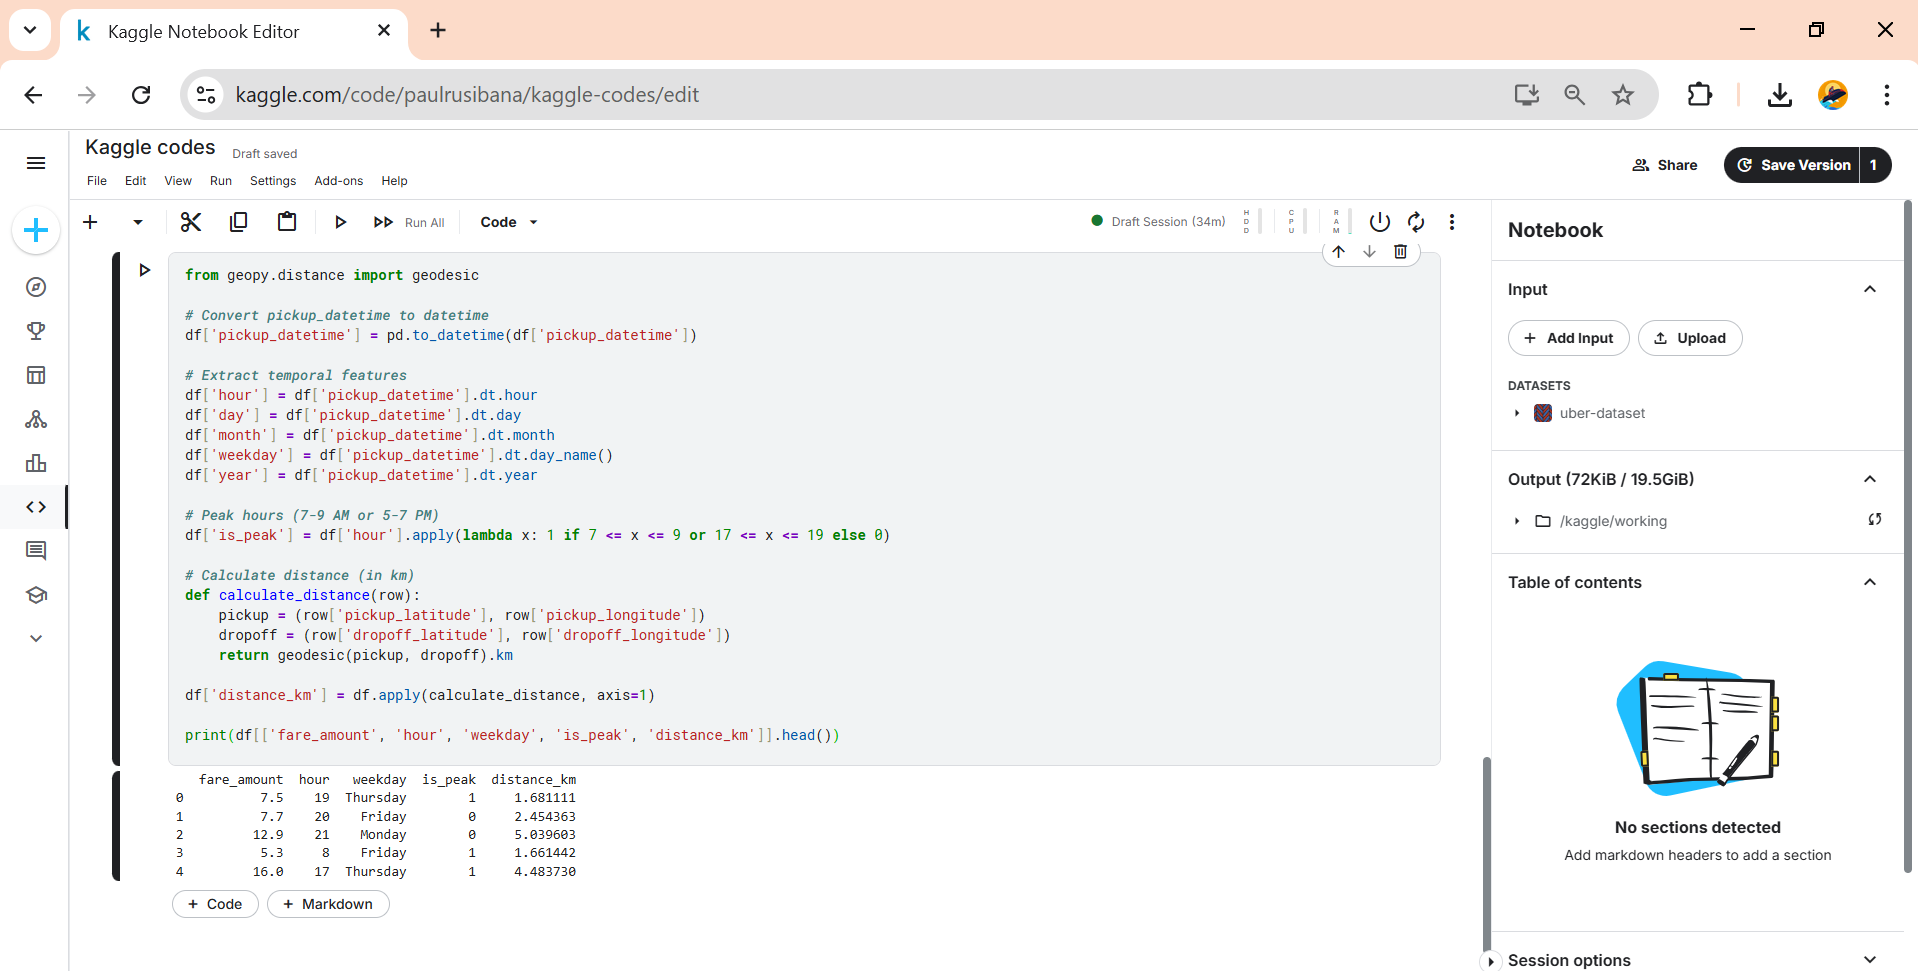 Kaggle Notebook Editor
kaggle.com/code/paulrusibana/kaggle-codes/edit
Kaggle codes Draft saved
File Edit View Run Settings Add-ons Help
Share
Save Version 1
Run All Code
Draft Session (34m) HDD CPU RAM
from geopy.distance import geodesic
# Convert pickup_datetime to datetime
df['pickup_datetime'] = pd.to_datetime(df['pickup_datetime'])
# Extract temporal features
df['hour'] = df['pickup_datetime'].dt.hour
df['day'] = df['pickup_datetime'].dt.day
df['month'] = df['pickup_datetime'].dt.month
df['weekday'] = df['pickup_datetime'].dt.day_name()
df['year'] = df['pickup_datetime'].dt.year
# Peak hours (7-9 AM or 5-7 PM)
df['is_peak'] = df['hour'].apply(lambda x: 1 if 7 <= x <= 9 or 17 <= x <= 19 else 0)
# Calculate distance (in km)
def calculate_distance(row):
    pickup = (row['pickup_latitude'], row['pickup_longitude'])
    dropoff = (row['dropoff_latitude'], row['dropoff_longitude'])
    return geodesic(pickup, dropoff).km
df['distance_km'] = df.apply(calculate_distance, axis=1)
print(df[['fare_amount', 'hour', 'weekday', 'is_peak', 'distance_km']].head())
fare_amount hour weekday is_peak distance_km
0 7.5 19 Thursday 1 1.681111
1 7.7 20 Friday 0 2.454363
2 12.9 21 Monday 0 5.039603
3 5.3 8 Friday 1 1.661442
4 16.0 17 Thursday 1 4.483730
+ Code + Markdown
Notebook
Input
+ Add Input Upload
DATASETS
uber-dataset
Output (72KiB / 19.5GiB)
/kaggle/working
Table of contents
No sections detected
Add markdown headers to add a section
Session options